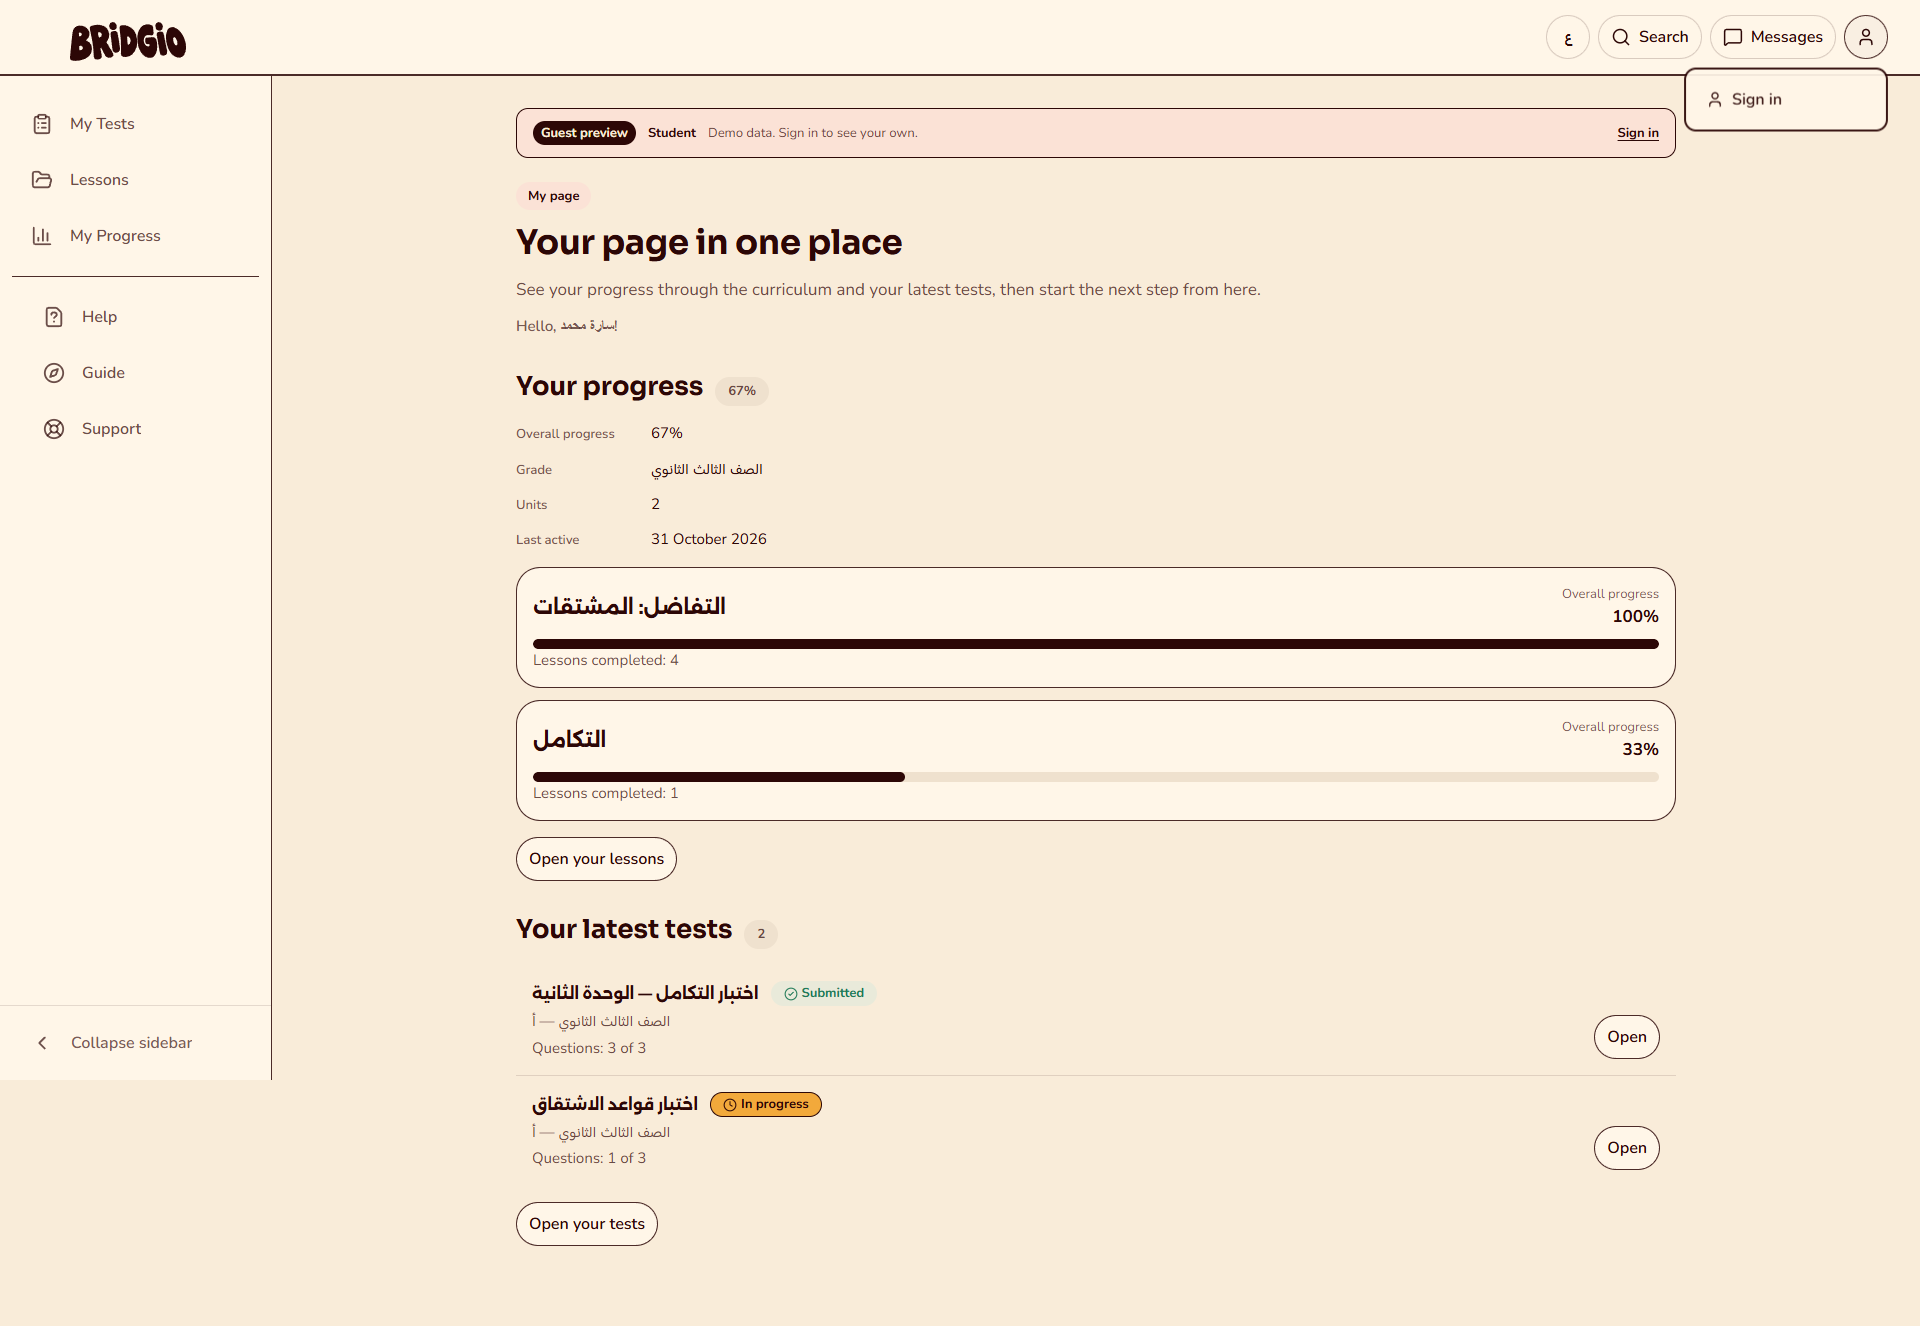 BRiDGiO
ع
Search
Messages
Sign in
My Tests
Lessons
My Progress
Help
Guide
Support
Collapse sidebar
Guest preview Student Demo data. Sign in to see your own. Sign in
My page
Your page in one place
See your progress through the curriculum and your latest tests, then start the next step from here.
Hello, سارة محمد!
Your progress 67%
Overall progress 67%
Grade الصف الثالث الثانوي
Units 2
Last active 31 October 2026
التفاضل: المشتقات
Overall progress
100%
Lessons completed: 4
التكامل
Overall progress
33%
Lessons completed: 1
Open your lessons
Your latest tests 2
اختبار التكامل — الوحدة الثانية Submitted
الصف الثالث الثانوي — أ
Questions: 3 of 3
Open
اختبار قواعد الاشتقاق In progress
الصف الثالث الثانوي — أ
Questions: 1 of 3
Open
Open your tests